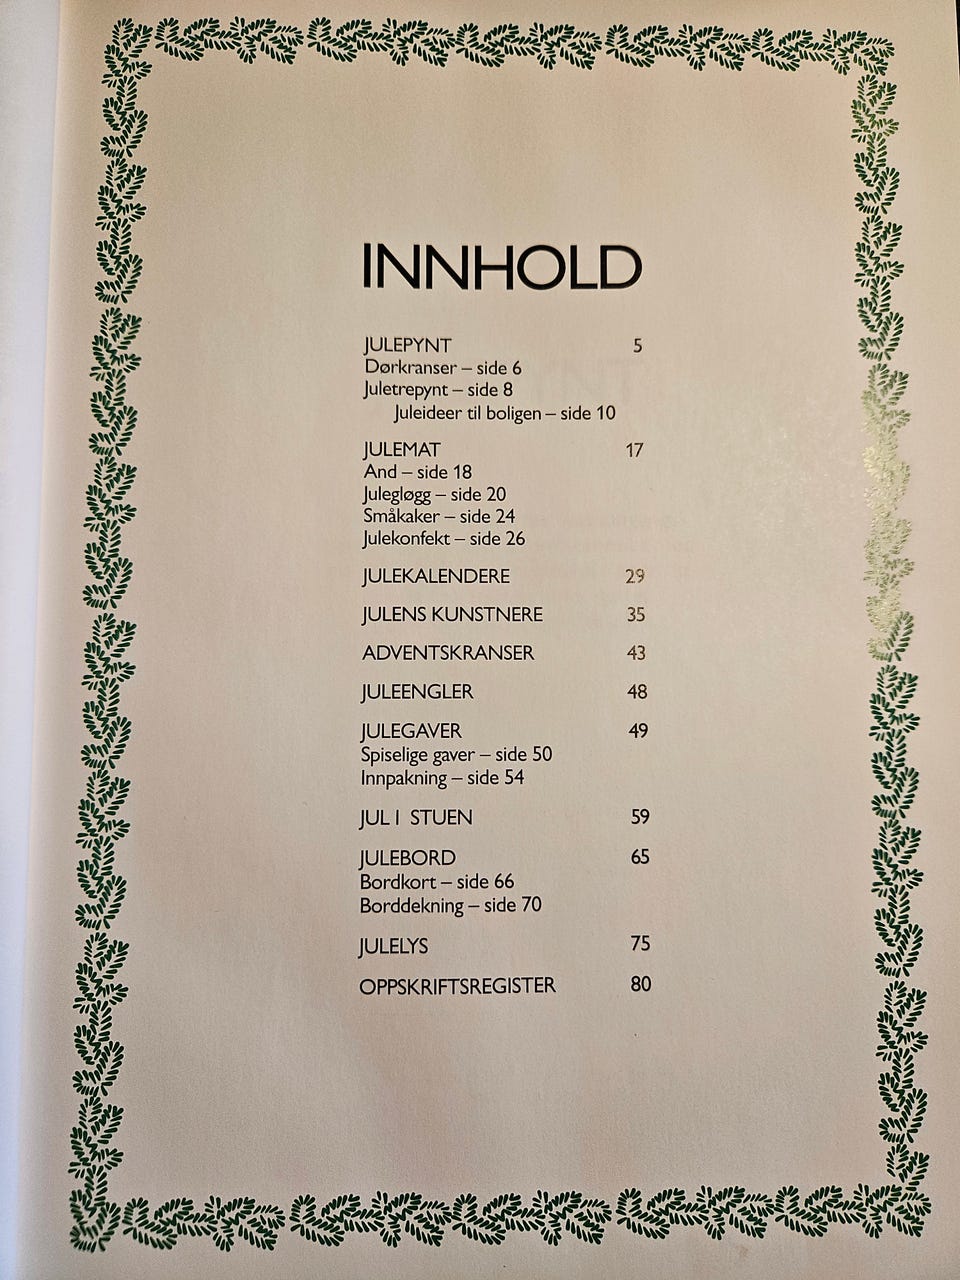 INNHOLD
JULEPYNT 5
Dørkranser – side 6
Juletrepynt – side 8
Juleideer til boligen – side 10
JULEMAT 17
And – side 18
Julegløgg – side 20
Småkaker – side 24
Julekonfekt – side 26
JULEKALENDERE 29
JULENS KUNSTNERE 35
ADVENTSKRANSER 43
JULEENGLER 48
JULEGAVER 49
Spiselige gaver – side 50
Innpakning – side 54
JUL I STUEN 59
JULEBORD 65
Bordkort – side 66
Borddekning – side 70
JULELYS 75
OPPSKRIFTSREGISTER 80